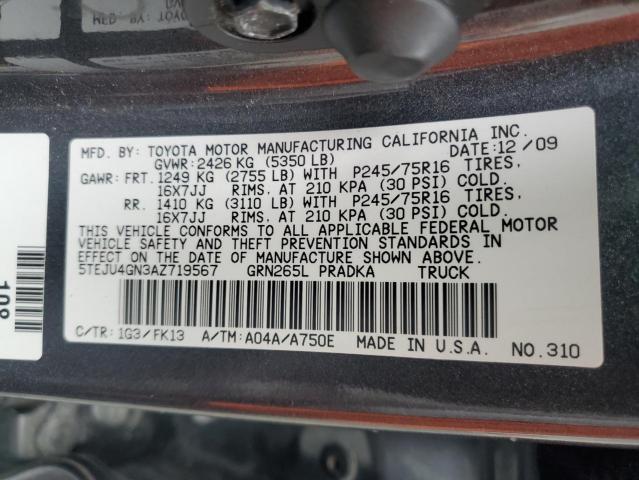 MFD. BY: TOYO
MFD. BY: TOYOTA MOTOR MANUFACTURING CALIFORNIA INC.
GVWR:2426 KG (5350 LB) DATE:12/09
GAWR: FRT. 1249 KG (2755 LB) WITH P245/75R16 TIRES,
16X7JJ RIMS, AT 210 KPA (30 PSI) COLD.
RR. 1410 KG (3110 LB) WITH P245/75R16 TIRES,
16X7JJ RIMS, AT 210 KPA (30 PSI) COLD.
THIS VEHICLE CONFORMS TO ALL APPLICABLE FEDERAL MOTOR
VEHICLE SAFETY AND THEFT PREVENTION STANDARDS IN
EFFECT ON THE DATE OF MANUFACTURE SHOWN ABOVE.
5TEJU4GN3AZ719567 GRN265L PRADKA TRUCK
C/TR: 1G3/FK13 A/TM: A04A/A750E MADE IN U.S.A. NO. 310